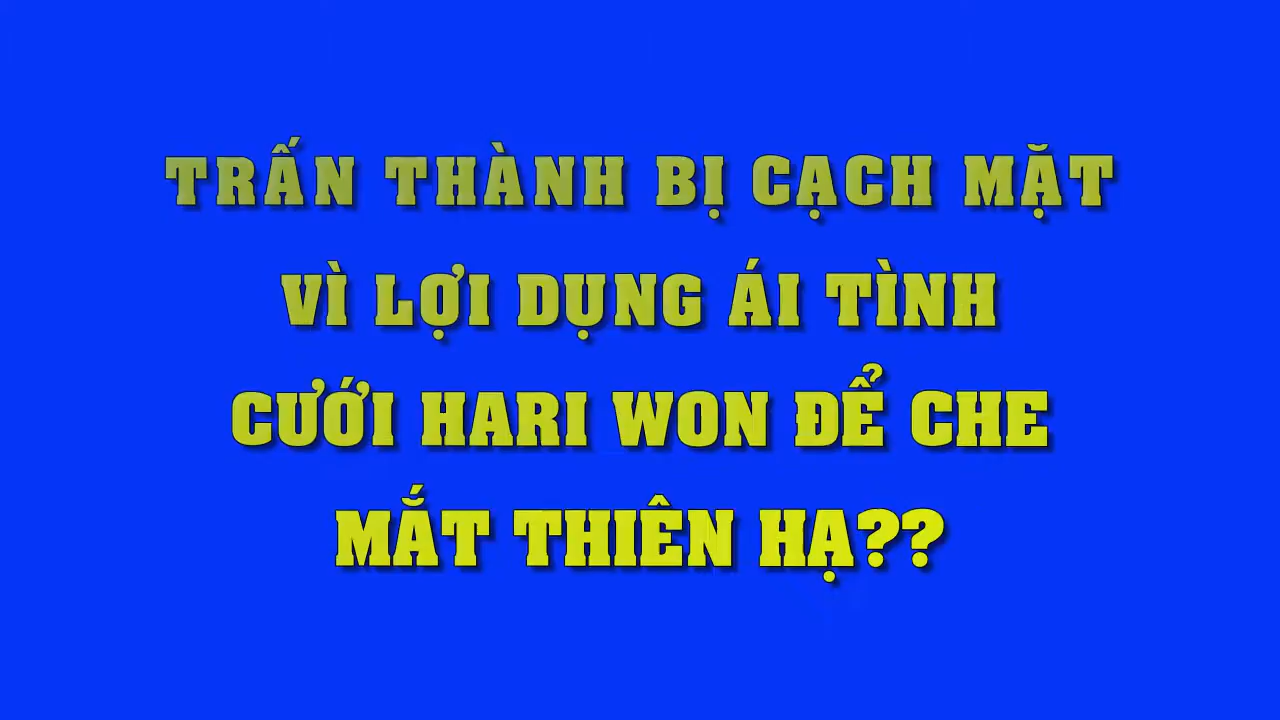 TRẤN THÀNH BỊ CẠCH MẶT
VÌ LỢI DỤNG ÁI TÌNH
CƯỚI HARI WON ĐỂ CHE
MẮT THIÊN HẠ??